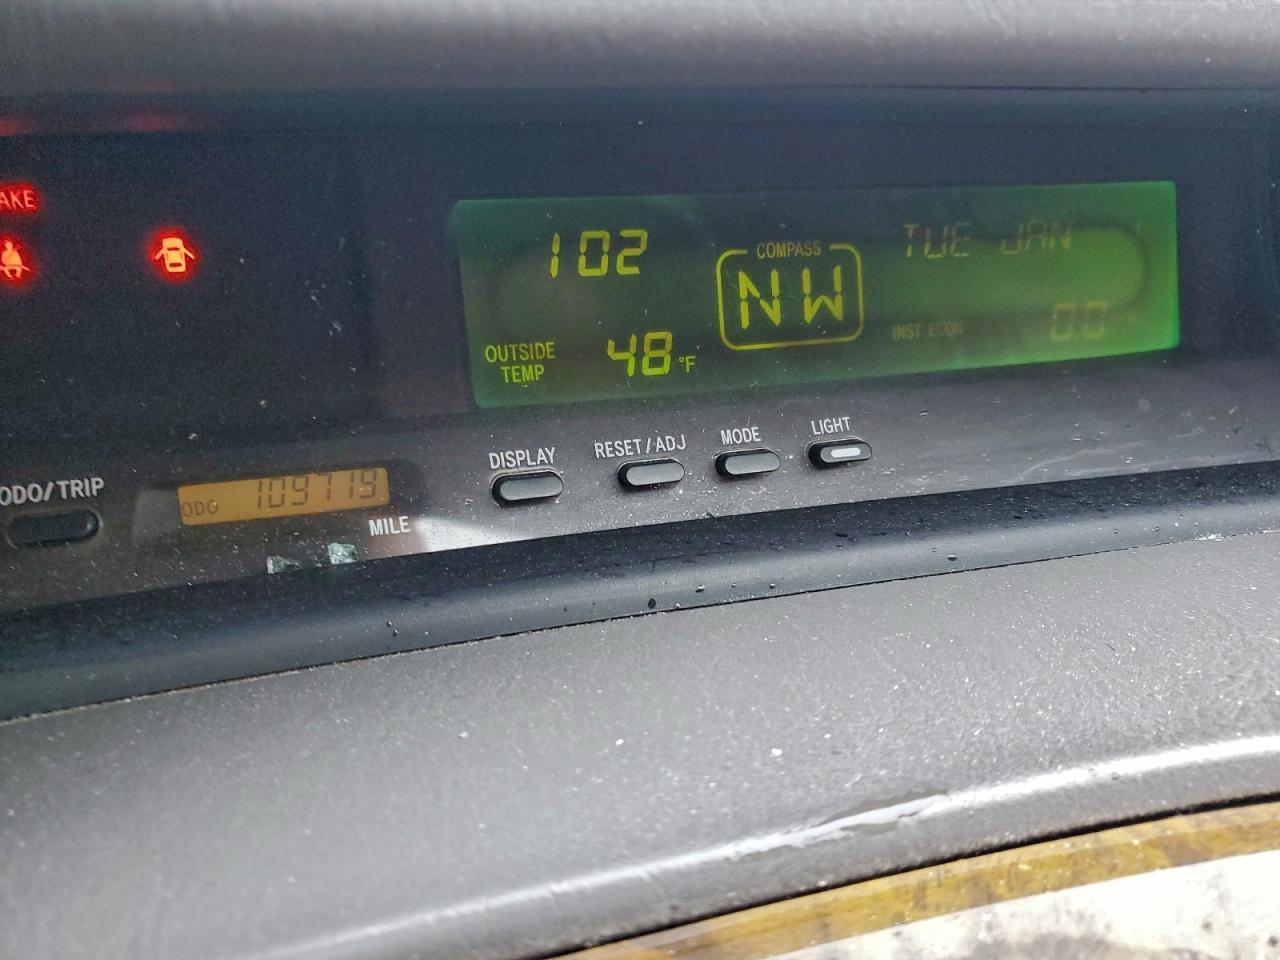 AKE
102
COMPASS
NW
TUE JAN 1
OUTSIDE TEMP
48 °F
INST ECON
0.0
DISPLAY
RESET/ADJ
MODE
LIGHT
ODO/TRIP
ODO
MILE